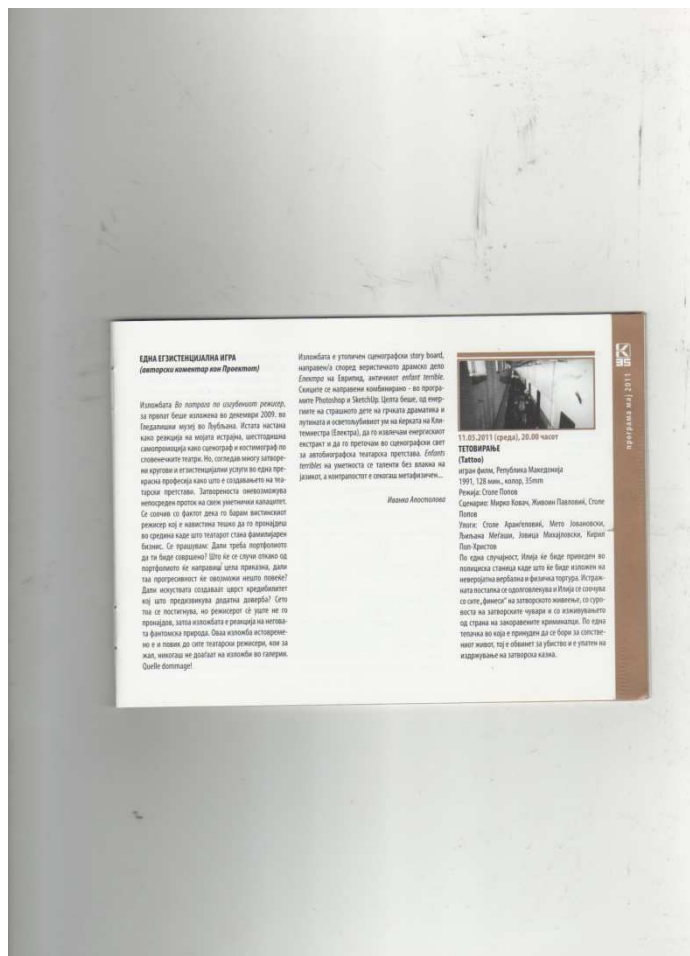 ЕДНА ЕГЗИСТЕНЦИЈАЛНА ИГРА
(авторски коментар кон Проектот)
Изложбата Во потрага по изгубениот режисер,
за првпат беше изложена во декември 2009. во
Гледалишки музеј во Љубљана. Истата настана
како реакција на мојата истрајна, шестгодишна
самопромоција како сценограф и костимограф по
словенечките театри. Но, согледав многу затворе-
ни кругови и егзистенцијални услуги во една пре-
красна професија како што е создавањето на теа-
тарски претстави. Затвореноста оневозможува
непосреден проток на свеж уметнички капацитет.
Се соочив со фактот дека го барам вистинскиот
режисер кој е навистина тешко да го пронајдеш
во средина каде што театарот стана фамилијарен
бизнис. Се прашувам: Дали треба портфолиото
да ти биде совршено? Што ќе се случи откако од
портфолиото ќе направиш цела приказна, дали
таа прогресивност ќе овозможи нешто повеќе?
Дали искуствата создаваат цврст кредибилитет
кој што предизвикува додатна доверба? Сето
тоа се постигнува, но режисерот сѐ уште не го
пронајдов, затоа изложбата е реакција на негова-
та фантомска природа. Оваа изложба истовреме-
но е и повик до сите театарски режисери, кои за
жал, никогаш не доаѓаат на изложби во галерии.
Quelle dommage!
Изложбата е утопичен сценографски story board,
направен/а според веристичкото драмско дело
Електра на Еврипид, античкиот enfant terrible.
Скиците се направени комбинирано - во програ-
мите Photoshop и SketchUp. Целта беше, од енер-
гиите на страшното дете на грчката драматика и
лутината и осветољубивиот ум на ќерката на Кли-
темнестра (Електра), да го извлечам енергискиот
екстракт и да го преточам во сценографски свет
за автобиографска театарска претстава. Enfants
terribles на уметноста се таленти без влакна на
јазикот, а контрапостот е секогаш метафизичен...
Иванка Апостолова
11.05.2011 (среда), 20.00 часот
ТЕТОВИРАЊЕ
(Tattoo)
игран филм, Република Македонија
1991, 128 мин., колор, 35mm
Режија: Столе Попов
Сценарио: Мирко Ковач, Живоин Павловиќ, Столе
Попов
Улоги: Столе Аранѓеловиќ, Мето Јовановски,
Љиљана Меѓаши, Јовица Михајловски, Кирил
Поп-Христов
По една случајност, Илија ќе биде приведен во
полициска станица каде што ќе биде изложен на
неверојатна вербална и физичка тортура. Истраж-
ната постапка се одолговлекува и Илија се соочува
со сите „финеси“ на затворското живеење, со суро-
воста на затворските чувари и со изживувањето
од страна на закоравените криминалци. По една
тепачка во која е принуден да се бори за сопстве-
ниот живот, тој е обвинет за убиство и е упатен на
издржување на затворска казна.
K
35
програма мај 2011